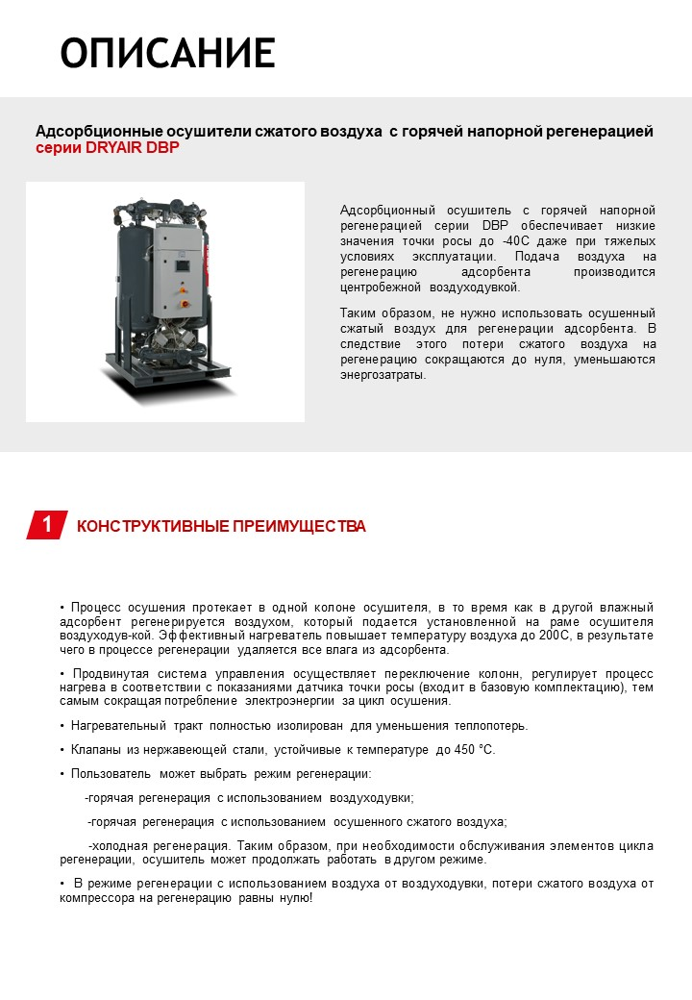 ОПИСАНИЕ
Адсорбционные осушители сжатого воздуха с горячей напорной регенерацией
серии DRYAIR DBP
Адсорбционный осушитель с горячей напорной
регенерацией серии DBP обеспечивает низкие
значения точки росы до -40С даже при тяжелых
условиях эксплуатации. Подача воздуха на
регенерацию адсорбента производится
центробежной воздуходувкой.
Таким образом, не нужно использовать осушенный
сжатый воздух для регенерации адсорбента. В
следствие этого потери сжатого воздуха на
регенерацию сокращаются до нуля, уменьшаются
энергозатраты.
1 КОНСТРУКТИВНЫЕ ПРЕИМУЩЕСТВА
• Процесс осушения протекает в одной колоне осушителя, в то время как в другой влажный
адсорбент регенерируется воздухом, который подается установленной на раме осушителя
воздуходув-кой. Эффективный нагреватель повышает температуру воздуха до 200С, в результате
чего в процессе регенерации удаляется все влага из адсорбента.
• Продвинутая система управления осуществляет переключение колонн, регулирует процесс
нагрева в соответствии с показаниями датчика точки росы (входит в базовую комплектацию), тем
самым сокращая потребление электроэнергии за цикл осушения.
• Нагревательный тракт полностью изолирован для уменьшения теплопотерь.
• Клапаны из нержавеющей стали, устойчивые к температуре до 450 °С.
• Пользователь может выбрать режим регенерации:
-горячая регенерация с использованием воздуходувки;
-горячая регенерация с использованием осушенного сжатого воздуха;
-холодная регенерация. Таким образом, при необходимости обслуживания элементов цикла
регенерации, осушитель может продолжать работать в другом режиме.
• В режиме регенерации с использованием воздуха от воздуходувки, потери сжатого воздуха от
компрессора на регенерацию равны нулю!